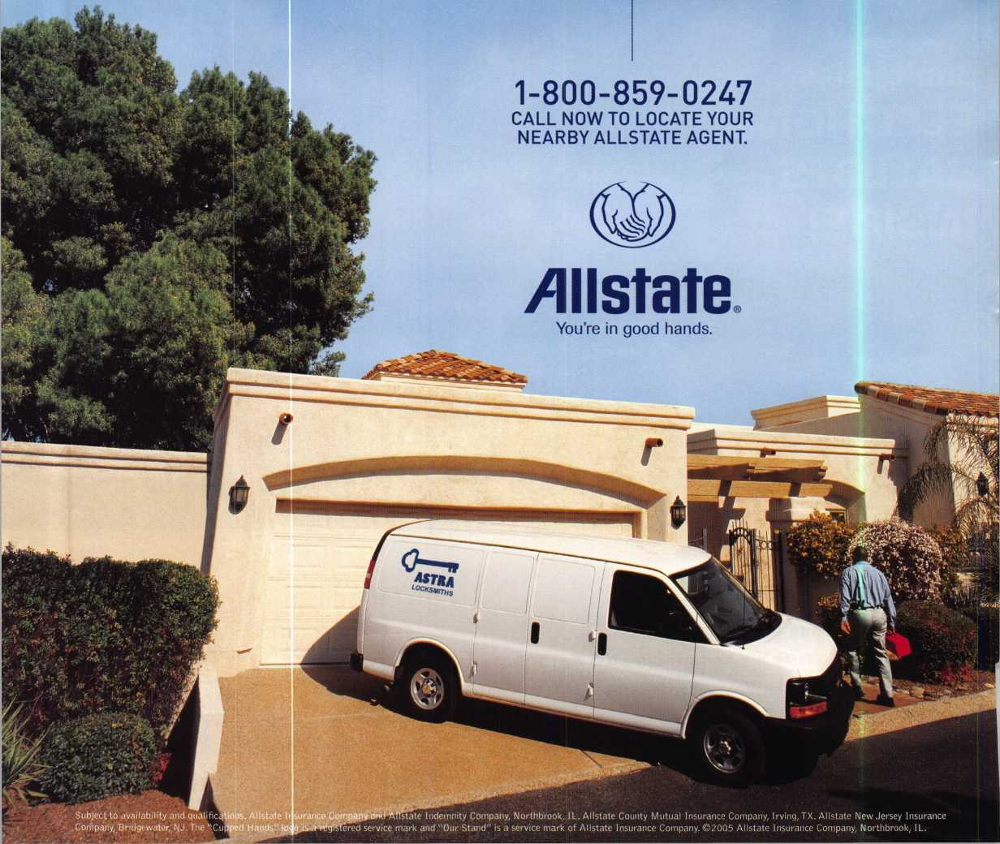 1-800-859-0247
CALL NOW TO LOCATE YOUR
NEARBY ALLSTATE AGENT.
Allstate®
You're in good hands.
ASTRA
LOCKSMITHS
Subject to availability and qualifications. Allstate Insurance Company and Allstate Indemnity Company, Northbrook, IL. Allstate County Mutual Insurance Company, Irving, TX. Allstate New Jersey Insurance
Company, Bridgewater, NJ. The "Cupped Hands" logo is a registered service mark and "Our Stand" is a service mark of Allstate Insurance Company. ©2005 Allstate Insurance Company, Northbrook, IL.